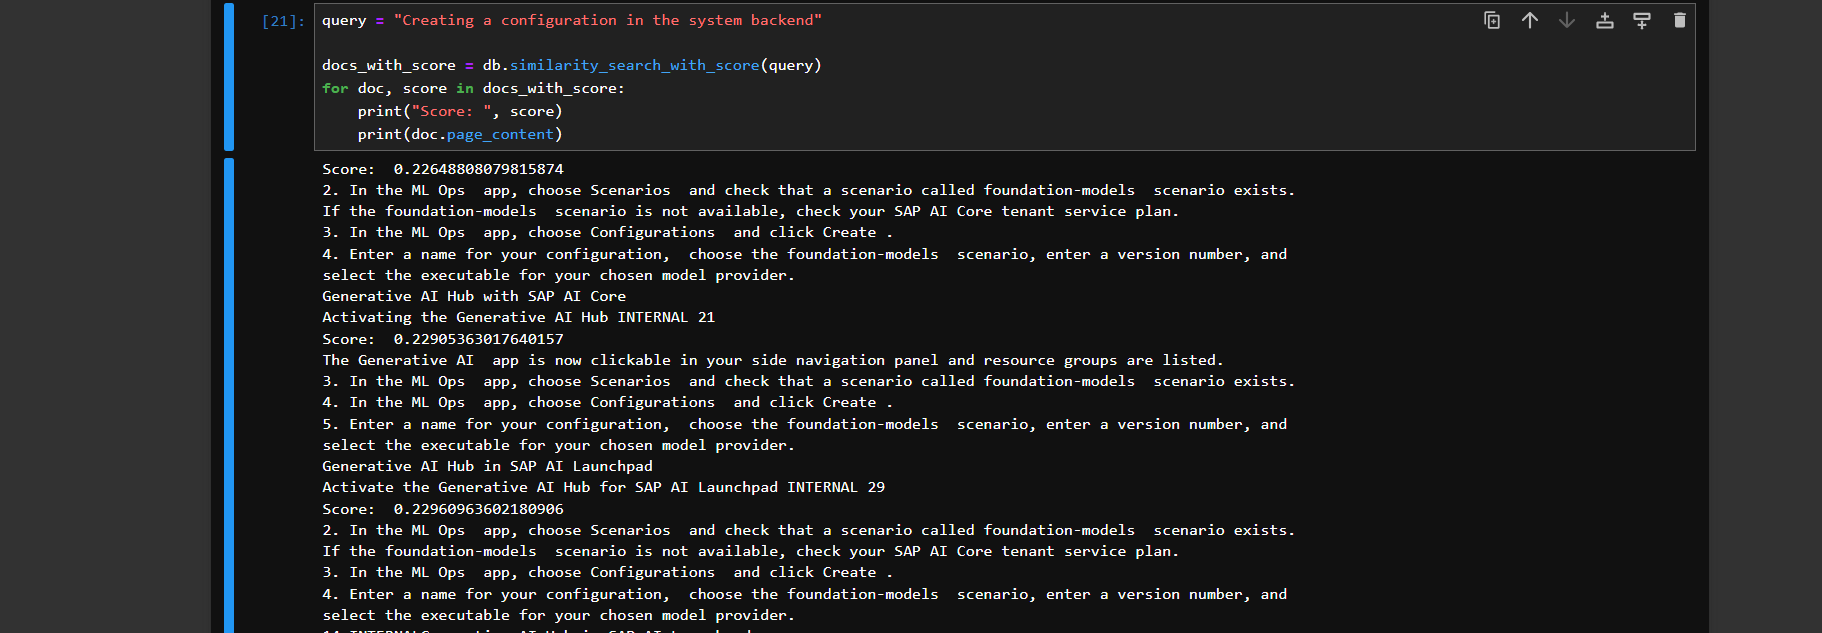 [21]: query = "Creating a configuration in the system backend"
docs_with_score = db.similarity_search_with_score(query)
for doc, score in docs_with_score:
    print("Score: ", score)
    print(doc.page_content)
Score:  0.22648808079815874
2. In the ML Ops  app, choose Scenarios  and check that a scenario called foundation-models  scenario exists.
If the foundation-models  scenario is not available, check your SAP AI Core tenant service plan.
3. In the ML Ops  app, choose Configurations  and click Create .
4. Enter a name for your configuration,  choose the foundation-models  scenario, enter a version number, and
select the executable for your chosen model provider.
Generative AI Hub with SAP AI Core
Activating the Generative AI Hub INTERNAL 21
Score:  0.22905363017640157
The Generative AI  app is now clickable in your side navigation panel and resource groups are listed.
3. In the ML Ops  app, choose Scenarios  and check that a scenario called foundation-models  scenario exists.
4. In the ML Ops  app, choose Configurations  and click Create .
5. Enter a name for your configuration,  choose the foundation-models  scenario, enter a version number, and
select the executable for your chosen model provider.
Generative AI Hub in SAP AI Launchpad
Activate the Generative AI Hub for SAP AI Launchpad INTERNAL 29
Score:  0.22960963602180906
2. In the ML Ops  app, choose Scenarios  and check that a scenario called foundation-models  scenario exists.
If the foundation-models  scenario is not available, check your SAP AI Core tenant service plan.
3. In the ML Ops  app, choose Configurations  and click Create .
4. Enter a name for your configuration,  choose the foundation-models  scenario, enter a version number, and
select the executable for your chosen model provider.